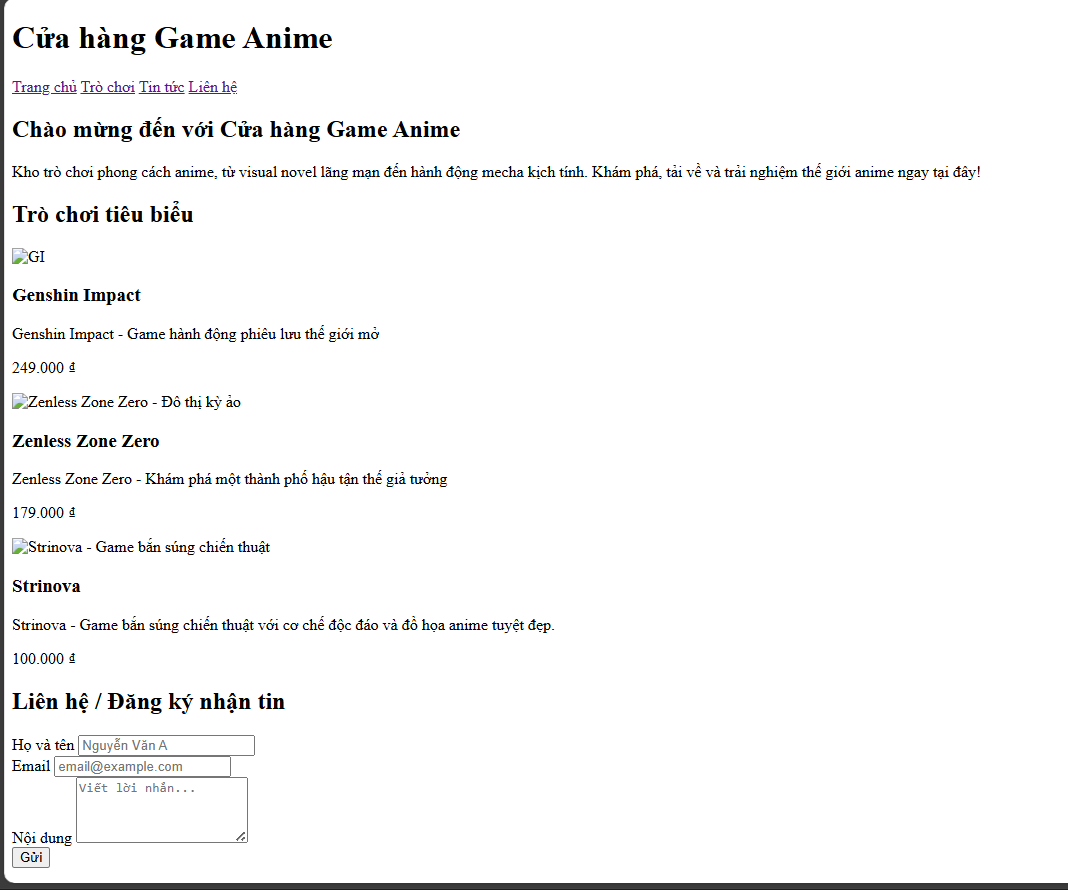 Cửa hàng Game Anime
Trang chủ Trò chơi Tin tức Liên hệ
Chào mừng đến với Cửa hàng Game Anime
Kho trò chơi phong cách anime, từ visual novel lãng mạn đến hành động mecha kịch tính. Khám phá, tải về và trải nghiệm thế giới anime ngay tại đây!
Trò chơi tiêu biểu
GI
Genshin Impact
Genshin Impact - Game hành động phiêu lưu thế giới mở
249.000 ₫
Zenless Zone Zero - Đô thị kỳ ảo
Zenless Zone Zero
Zenless Zone Zero - Khám phá một thành phố hậu tận thế giả tưởng
179.000 ₫
Strinova - Game bắn súng chiến thuật
Strinova
Strinova - Game bắn súng chiến thuật với cơ chế độc đáo và đồ họa anime tuyệt đẹp.
100.000 ₫
Liên hệ / Đăng ký nhận tin
Họ và tên Nguyễn Văn A
Email email@example.com
Viết lời nhắn...
Nội dung
Gửi